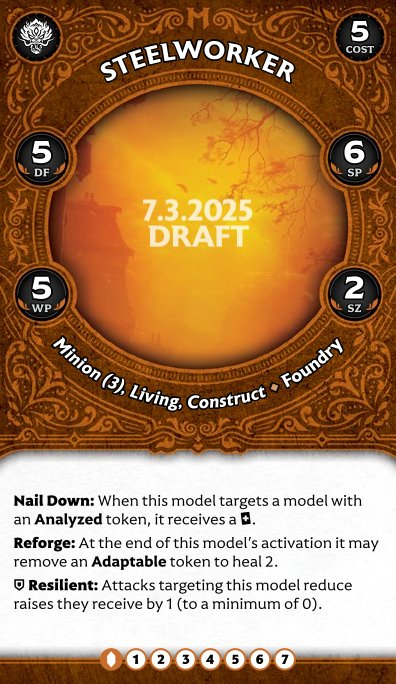 M
5
COST
STEELWORKER
5
DF
6
SP
7.3.2025
DRAFT
5
WP
2
SZ
Minion (3), Living, Construct ♦ Foundry
Nail Down: When this model targets a model with
an Analyzed token, it receives a +.
Reforge: At the end of this model's activation it may
remove an Adaptable token to heal 2.
Resilient: Attacks targeting this model reduce
raises they receive by 1 (to a minimum of 0).
1 2 3 4 5 6 7